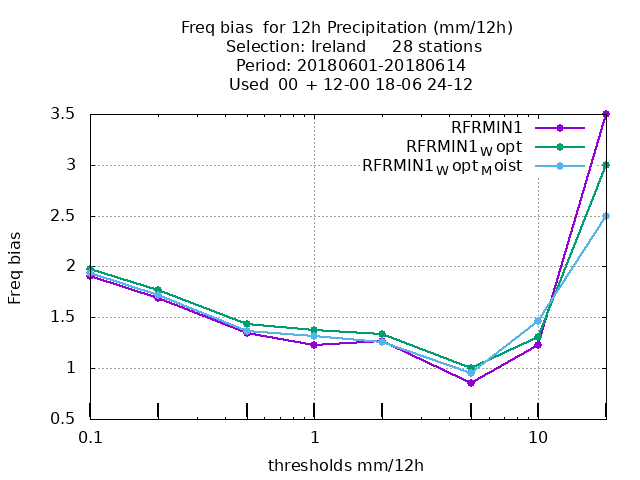 Freq bias  for 12h Precipitation (mm/12h)
Selection: Ireland     28 stations
Period: 20180601-20180614
Used  00  + 12-00 18-06 24-12
3.5
3
2.5
2
1.5
1
0.5
Freq bias
RFRMIN1
RFRMIN1Wopt
RFRMIN1WoptMoist
0.1
1
10
thresholds mm/12h